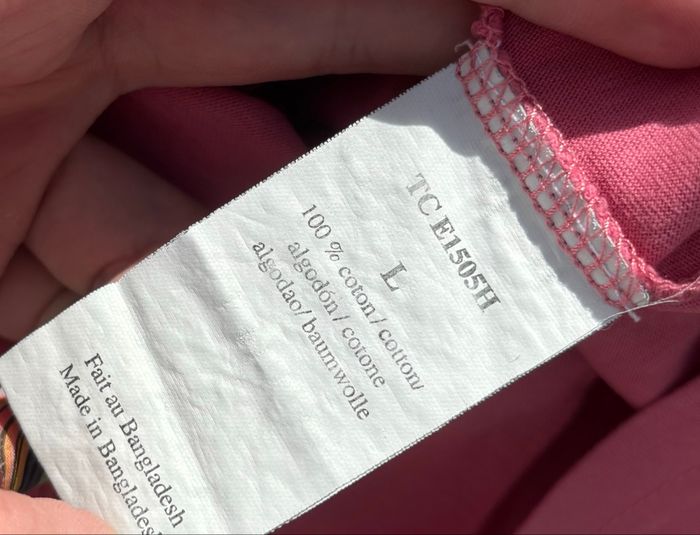 TC E1505H
L
100 % coton / cotton/
algodón / cotone
algodao/ baumwolle
Fait au Bangladesh
Made in Bangladesh